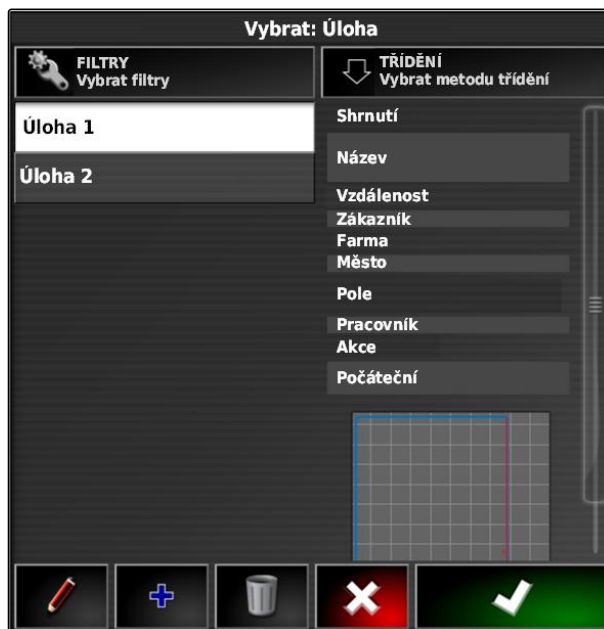 Vybrat: Úloha
FILTRY
Vybrat filtry
TŘÍDĚNÍ
Vybrat metodu třídění
Úloha 1
Úloha 2
Shrnutí
Název
Vzdálenost
Zákazník
Farma
Město
Pole
Pracovník
Akce
Počáteční